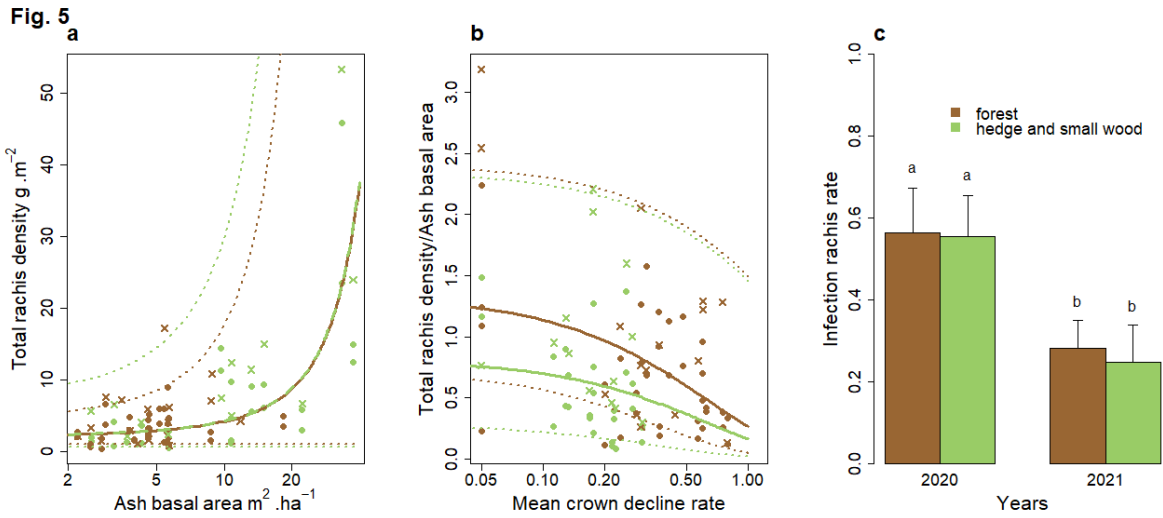 Fig. 5
a
Total rachis density g .m⁻²
50
40
30
20
10
0
2
5
10
22
Ash basal area m² .ha⁻¹
b
Total rachis density/Ash basal area
3.0
2.5
2.0
1.5
1.0
0.5
0.0
0.05
0.10
0.20
0.50
1.00
Mean crown decline rate
c
Infection rachis rate
1.0
0.8
0.6
0.4
0.2
0.0
forest
hedge and small wood
a
a
b
b
2020
2021
Years